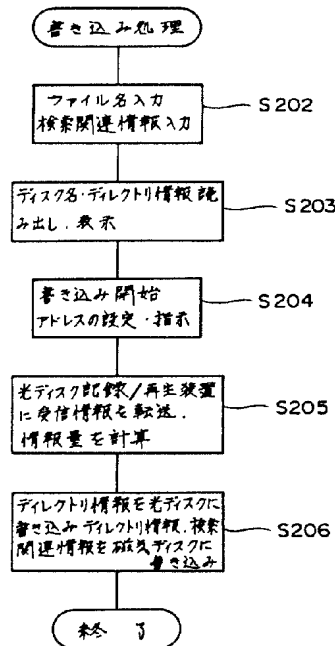 書き込み処理
ファイル名入力
検索関連情報入力
S202
ディスク名・ディレクトリ情報読
み出し、表示
S203
書き込み開始
アドレスの設定・指示
S204
光ディスク記録/再生装置
に受信情報を転送、
情報量を計算
S205
ディレクトリ情報を光ディスクに
書き込みディレクトリ情報、検索
関連情報を磁気ディスクに
書き込み
S206
終了